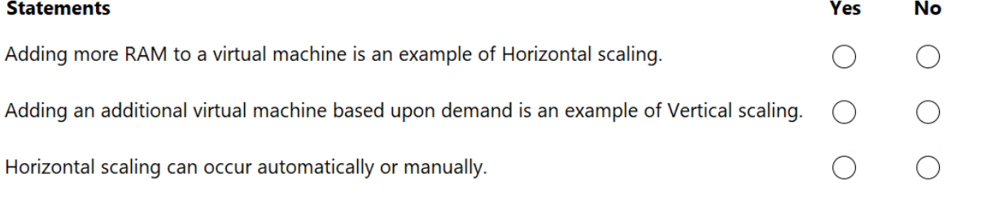 Statements Yes No
Adding more RAM to a virtual machine is an example of Horizontal scaling.
Adding an additional virtual machine based upon demand is an example of Vertical scaling.
Horizontal scaling can occur automatically or manually.